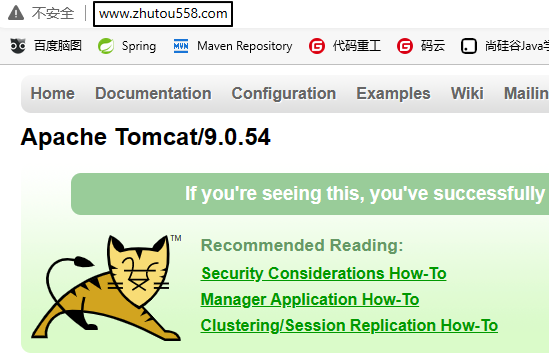 不安全 www.zhutou558.com
百度脑图 Spring Maven Repository 代码重工 码云 尚硅谷Java学
Home Documentation Configuration Examples Wiki Mailin
Apache Tomcat/9.0.54
If you're seeing this, you've successfully
TM
Recommended Reading:
Security Considerations How-To
Manager Application How-To
Clustering/Session Replication How-To